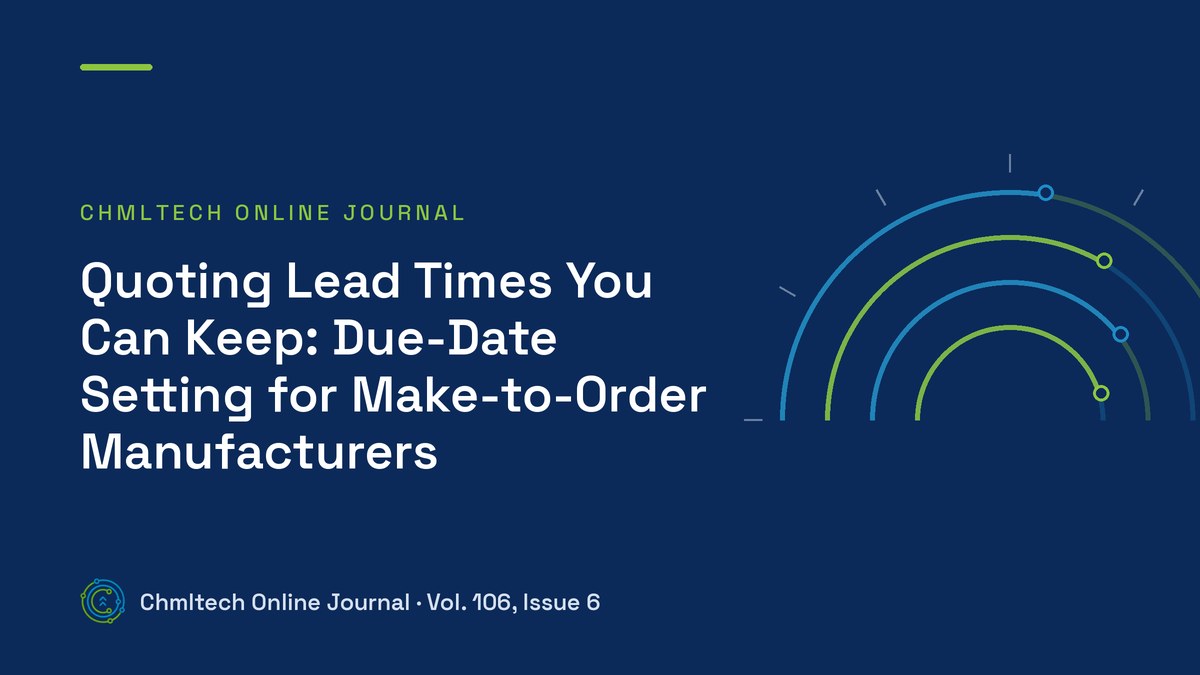 CHMLTECH ONLINE JOURNAL
Quoting Lead Times You
Can Keep: Due-Date
Setting for Make-to-Order
Manufacturers
Chmltech Online Journal · Vol. 106, Issue 6